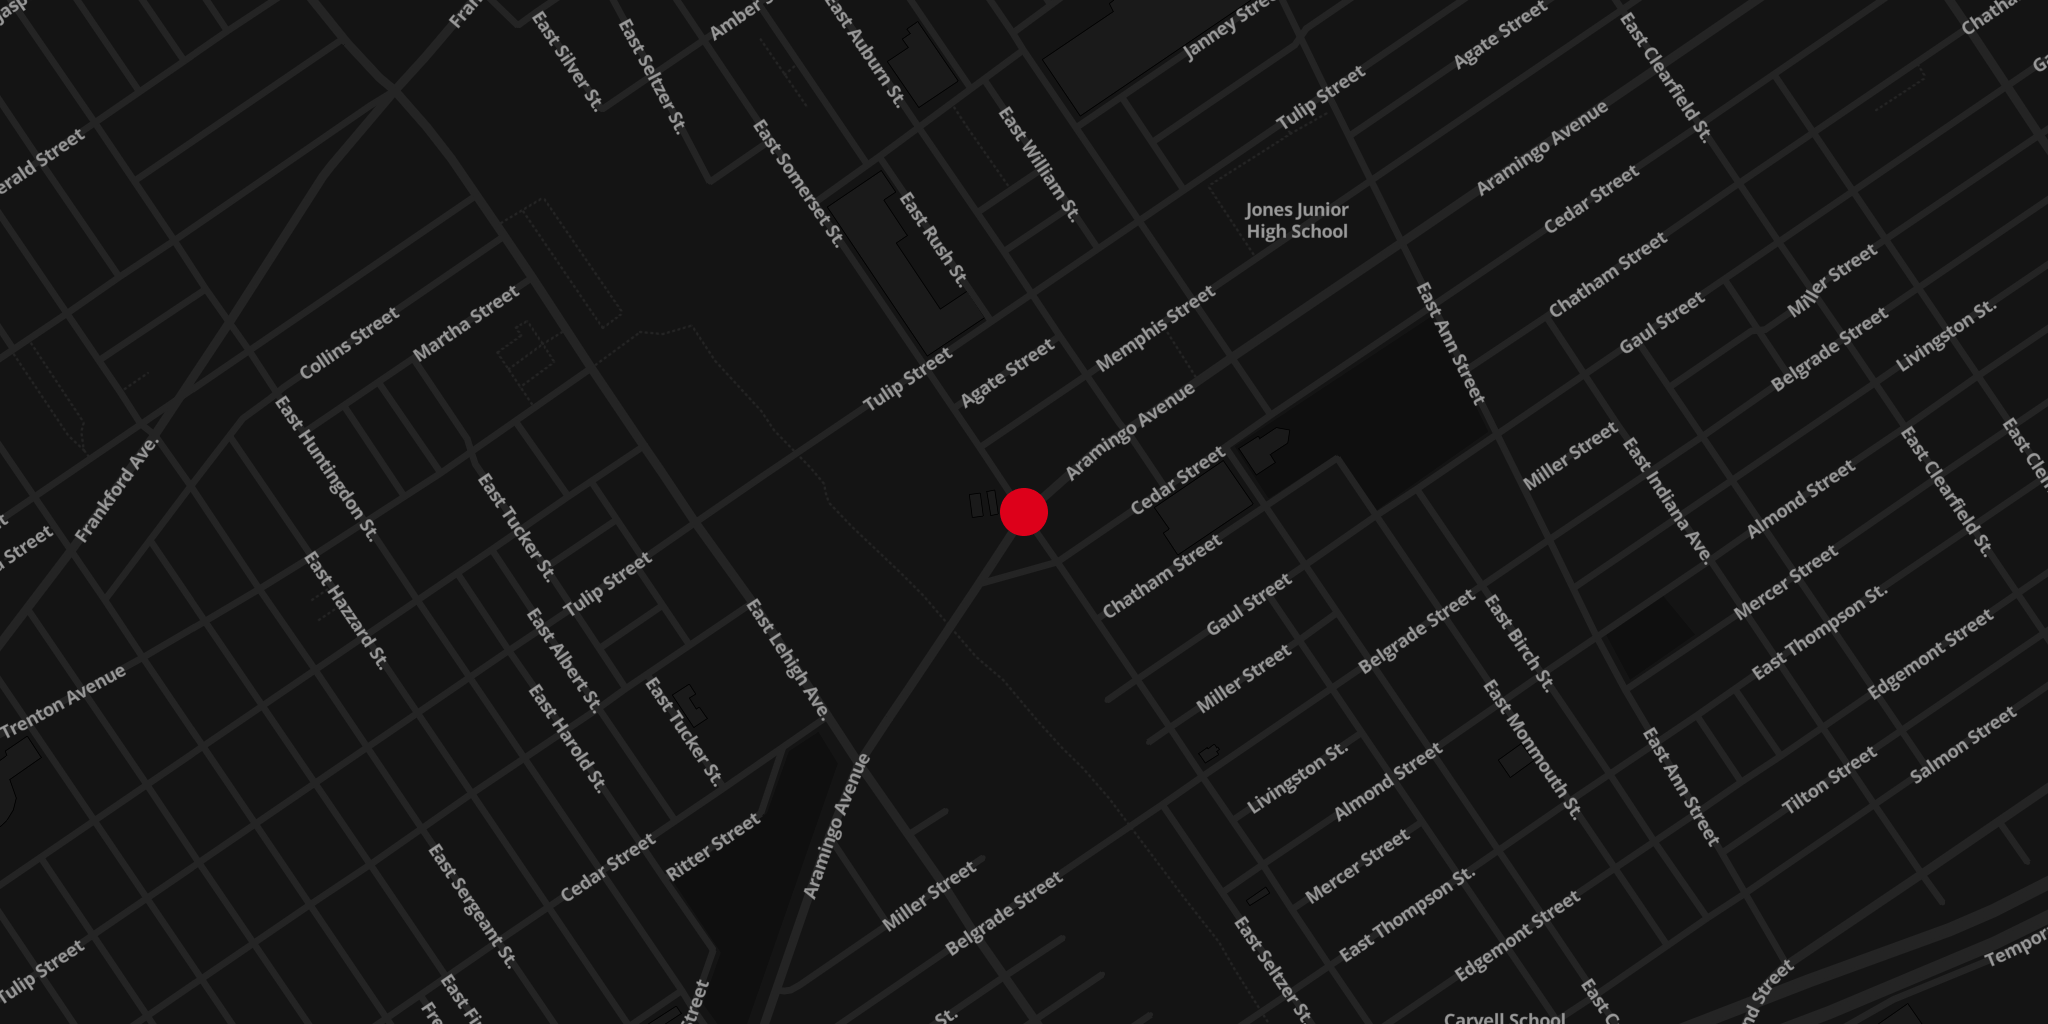 Amber S
East Silver St.
East Seltzer St.
East Auburn St.
Janney Street
Agate Street
East Clearfield St.
Tulip Street
East William St.
Aramingo Avenue
erald Street
East Somerset St.
Cedar Street
East Rush St.
Jones Junior
High School
Chatham Street
Miller Street
Collins Street
Martha Street
Memphis Street
East Ann Street
Gaul Street
Belgrade Street
Livingston St.
Tulip Street
Agate Street
Aramingo Avenue
Frankford Ave.
East Huntingdon St.
Cedar Street
Miller Street
East Indiana Ave.
Almond Street
East Clearfield St.
East Tucker St.
Tulip Street
Chatham Street
Gaul Street
Mercer Street
East Hazzard St.
East Albert St.
East Lehigh Ave.
Miller Street
Belgrade Street
East Birch St.
East Thompson St.
Edgemont Street
Trenton Avenue
East Harold St.
East Tucker St.
East Monmouth St.
East Ann Street
Salmon Street
Livingston St.
Almond Street
Tilton Street
Aramingo Avenue
Ritter Street
Cedar Street
Mercer Street
East Sergeant St.
Miller Street
Belgrade Street
East Thompson St.
Edgemont Street
East Seltzer St.
Tulip Street
Carvell School